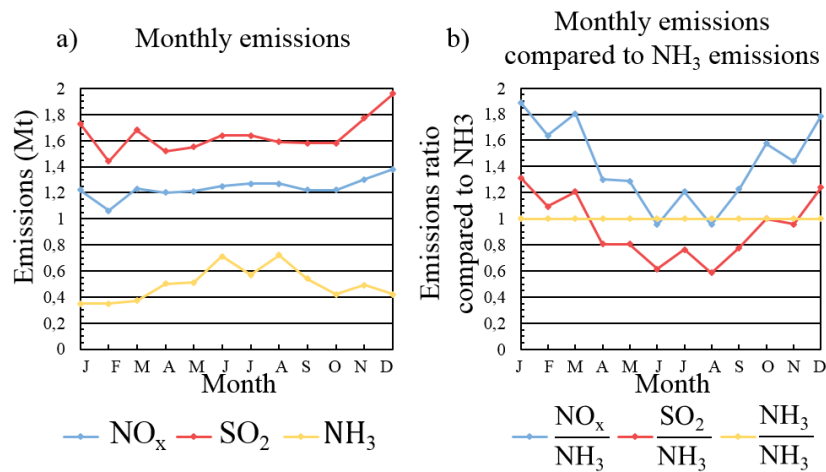 a) Monthly emissions
Emissions (Mt)
2
1,8
1,6
1,4
1,2
1
0,8
0,6
0,4
0,2
0
J F M A M J J A S O N D
Month
NOₓ SO₂ NH₃
b) Monthly emissions
compared to NH₃ emissions
Emissions ratio
compared to NH3
2
1,8
1,6
1,4
1,2
1
0,8
0,6
0,4
0,2
0
J F M A M J J A S O N D
Month
NOₓ SO₂ NH₃
NH₃ NH₃ NH₃